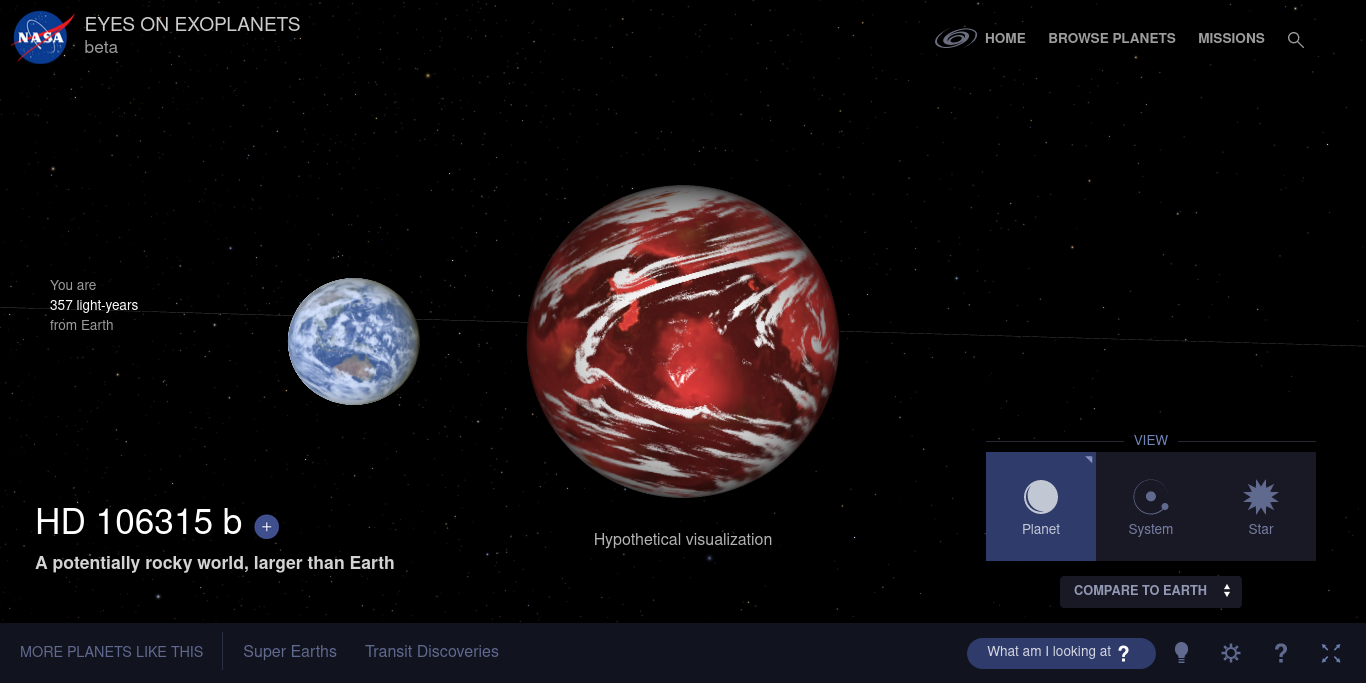 NASA
EYES ON EXOPLANETS
beta
HOME
BROWSE PLANETS
MISSIONS
You are
357 light-years
from Earth
HD 106315 b +
A potentially rocky world, larger than Earth
Hypothetical visualization
VIEW
Planet
System
Star
COMPARE TO EARTH
MORE PLANETS LIKE THIS
Super Earths
Transit Discoveries
What am I looking at ?
?